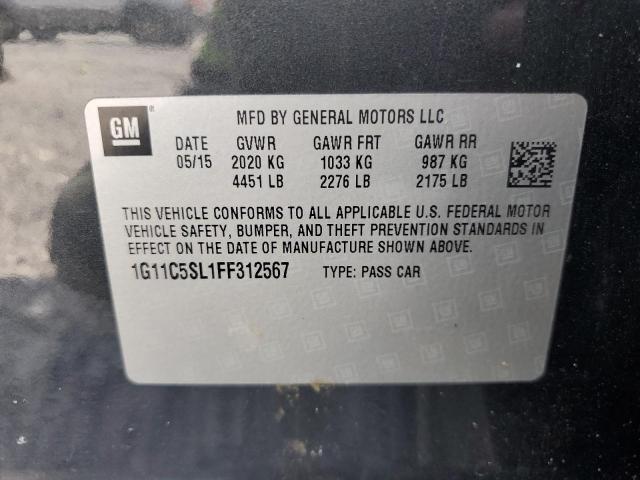 GM
MFD BY GENERAL MOTORS LLC
DATE GVWR GAWR FRT GAWR RR
05/15 2020 KG 1033 KG 987 KG
4451 LB 2276 LB 2175 LB
THIS VEHICLE CONFORMS TO ALL APPLICABLE U.S. FEDERAL MOTOR
VEHICLE SAFETY, BUMPER, AND THEFT PREVENTION STANDARDS IN
EFFECT ON THE DATE OF MANUFACTURE SHOWN ABOVE.
1G11C5SL1FF312567 TYPE: PASS CAR